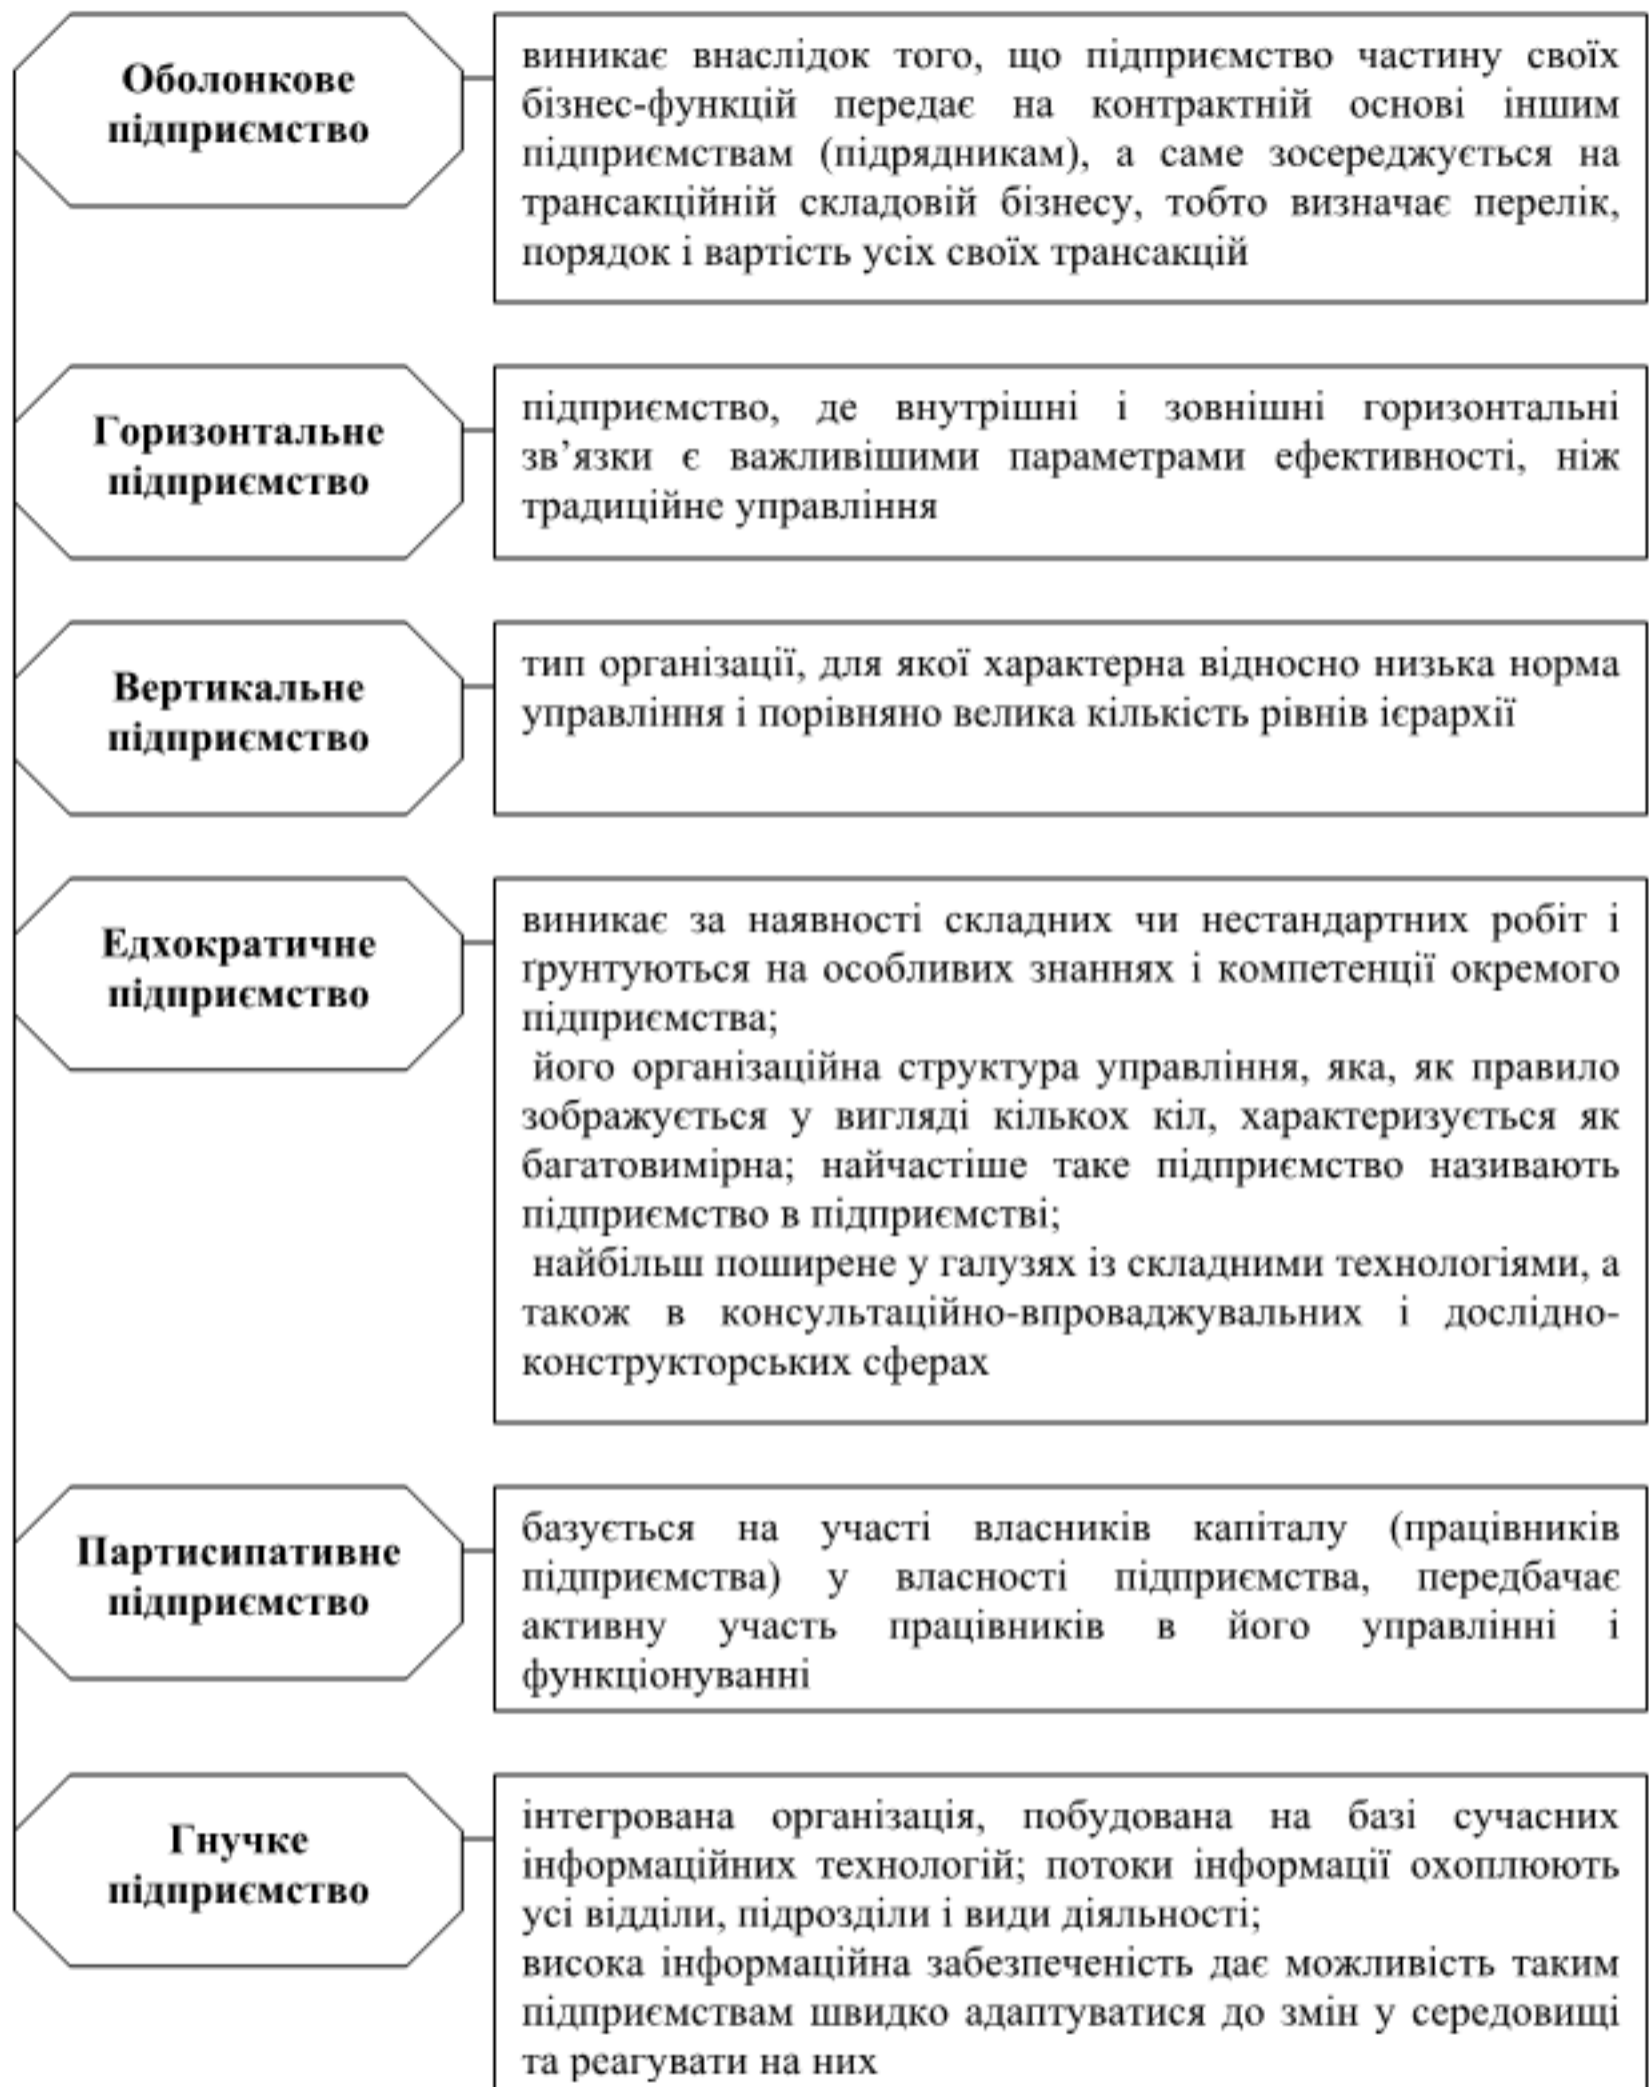 Оболонкове
підприємство
виникає внаслідок того, що підприємство частину своїх
бізнес-функцій передає на контрактній основі іншим
підприємствам (підрядникам), а саме зосереджується на
трансакційній складовій бізнесу, тобто визначає перелік,
порядок і вартість усіх своїх трансакцій
Горизонтальне
підприємство
підприємство, де внутрішні і зовнішні горизонтальні
зв’язки є важливішими параметрами ефективності, ніж
традиційне управління
Вертикальне
підприємство
тип організації, для якої характерна відносно низька норма
управління і порівняно велика кількість рівнів ієрархії
Едхократичне
підприємство
виникає за наявності складних чи нестандартних робіт і
ґрунтуються на особливих знаннях і компетенції окремого
підприємства;
його організаційна структура управління, яка, як правило
зображується у вигляді кількох кіл, характеризується як
багатовимірна; найчастіше таке підприємство називають
підприємство в підприємстві;
найбільш поширене у галузях із складними технологіями, а
також в консультаційно-впроваджувальних і дослідно-
конструкторських сферах
Партисипативне
підприємство
базується на участі власників капіталу (працівників
підприємства) у власності підприємства, передбачає
активну участь працівників в його управлінні і
функціонуванні
Гнучке
підприємство
інтегрована організація, побудована на базі сучасних
інформаційних технологій; потоки інформації охоплюють
усі відділи, підрозділи і види діяльності;
висока інформаційна забезпеченість дає можливість таким
підприємствам швидко адаптуватися до змін у середовищі
та реагувати на них